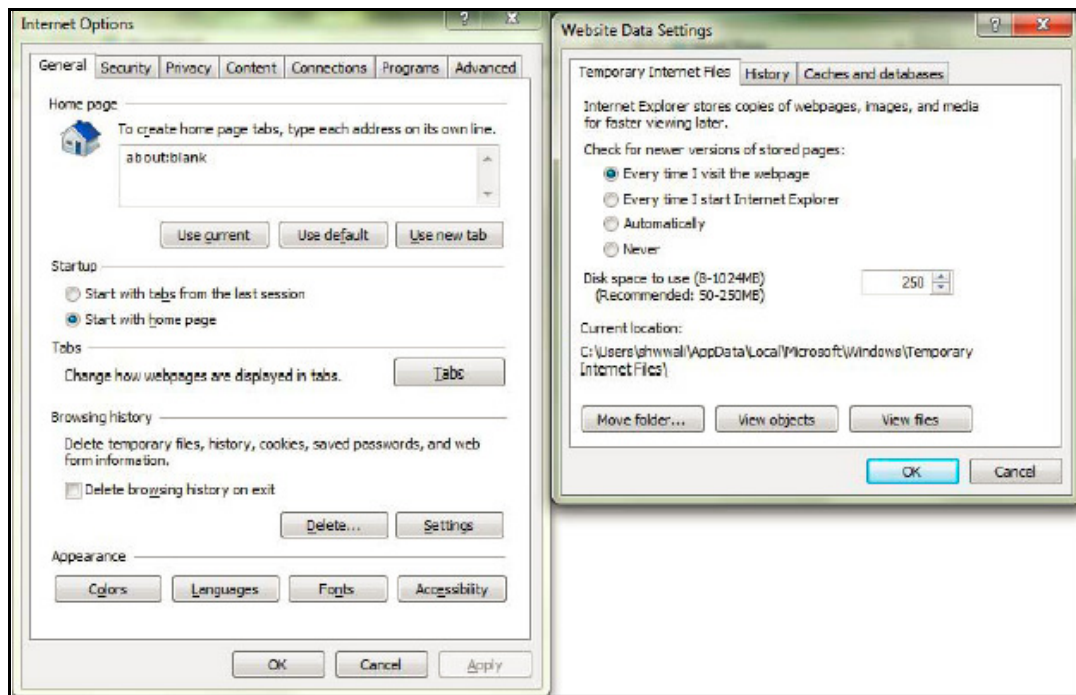 Internet Options
General Security Privacy Content Connections Programs Advanced
Home page
To create home page tabs, type each address on its own line.
about:blank
Use current Use default Use new tab
Startup
Start with tabs from the last session
Start with home page
Tabs
Change how webpages are displayed in tabs.
Tabs
Browsing history
Delete temporary files, history, cookies, saved passwords, and web
form information.
Delete browsing history on exit
Delete... Settings
Appearance
Colors Languages Fonts Accessibility
OK Cancel Apply
Website Data Settings
Temporary Internet Files History Caches and databases
Internet Explorer stores copies of webpages, images, and media
for faster viewing later.
Check for newer versions of stored pages:
Every time I visit the webpage
Every time I start Internet Explorer
Automatically
Never
Disk space to use (8-1024MB) 250
(Recommended: 50-250MB)
Current location:
C:\Users\shwwali\AppData\Local\Microsoft\Windows\Temporary
Internet Files\
Move folder... View objects View files
OK Cancel